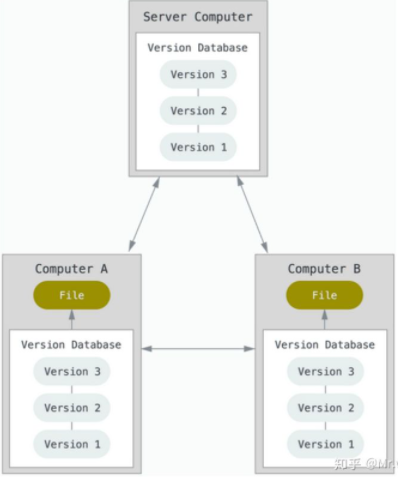 Server Computer
Version Database
Version 3
Version 2
Version 1
Computer A
File
Version Database
Version 3
Version 2
Version 1
Computer B
File
Version Database
Version 3
Version 2
Version 1
知乎